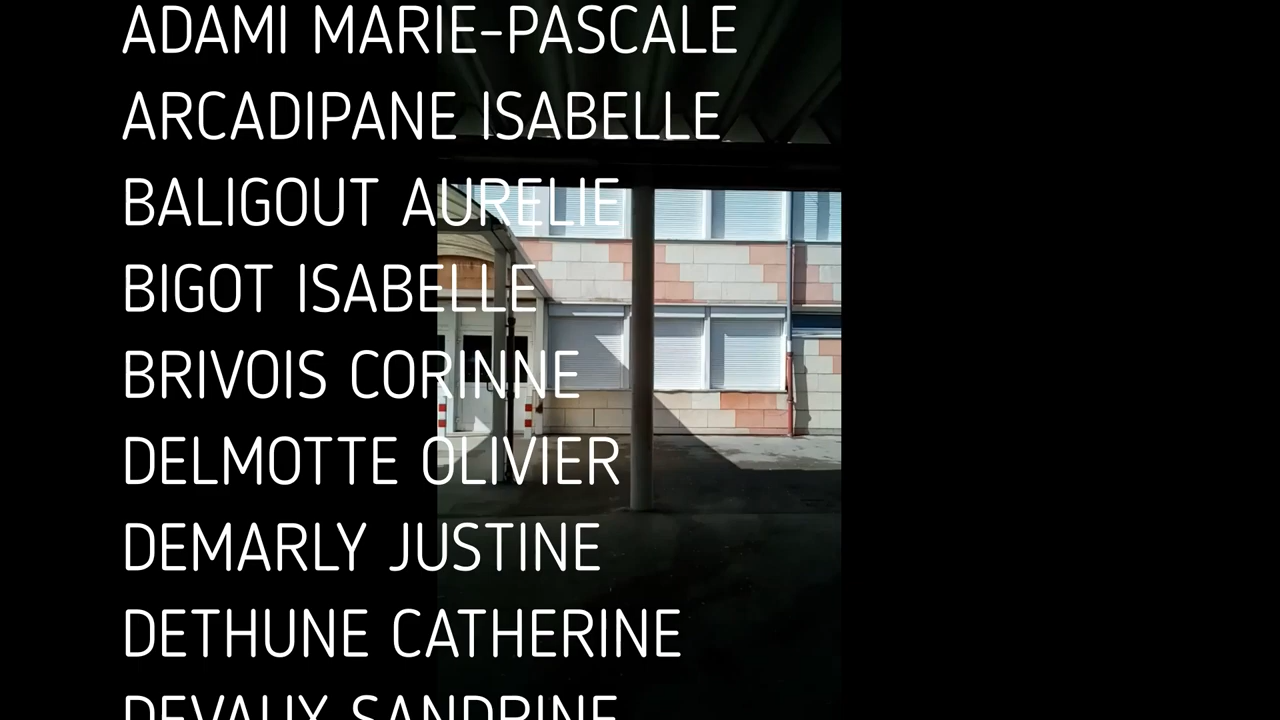 ADAMI MARIE-PASCALE
ARCADIPANE ISABELLE
BALIGOUT AURELIE
BIGOT ISABELLE
BRIVOIS CORINNE
DELMOTTE OLIVIER
DEMARLY JUSTINE
DETHUNE CATHERINE
DEVAUX SANDRINE